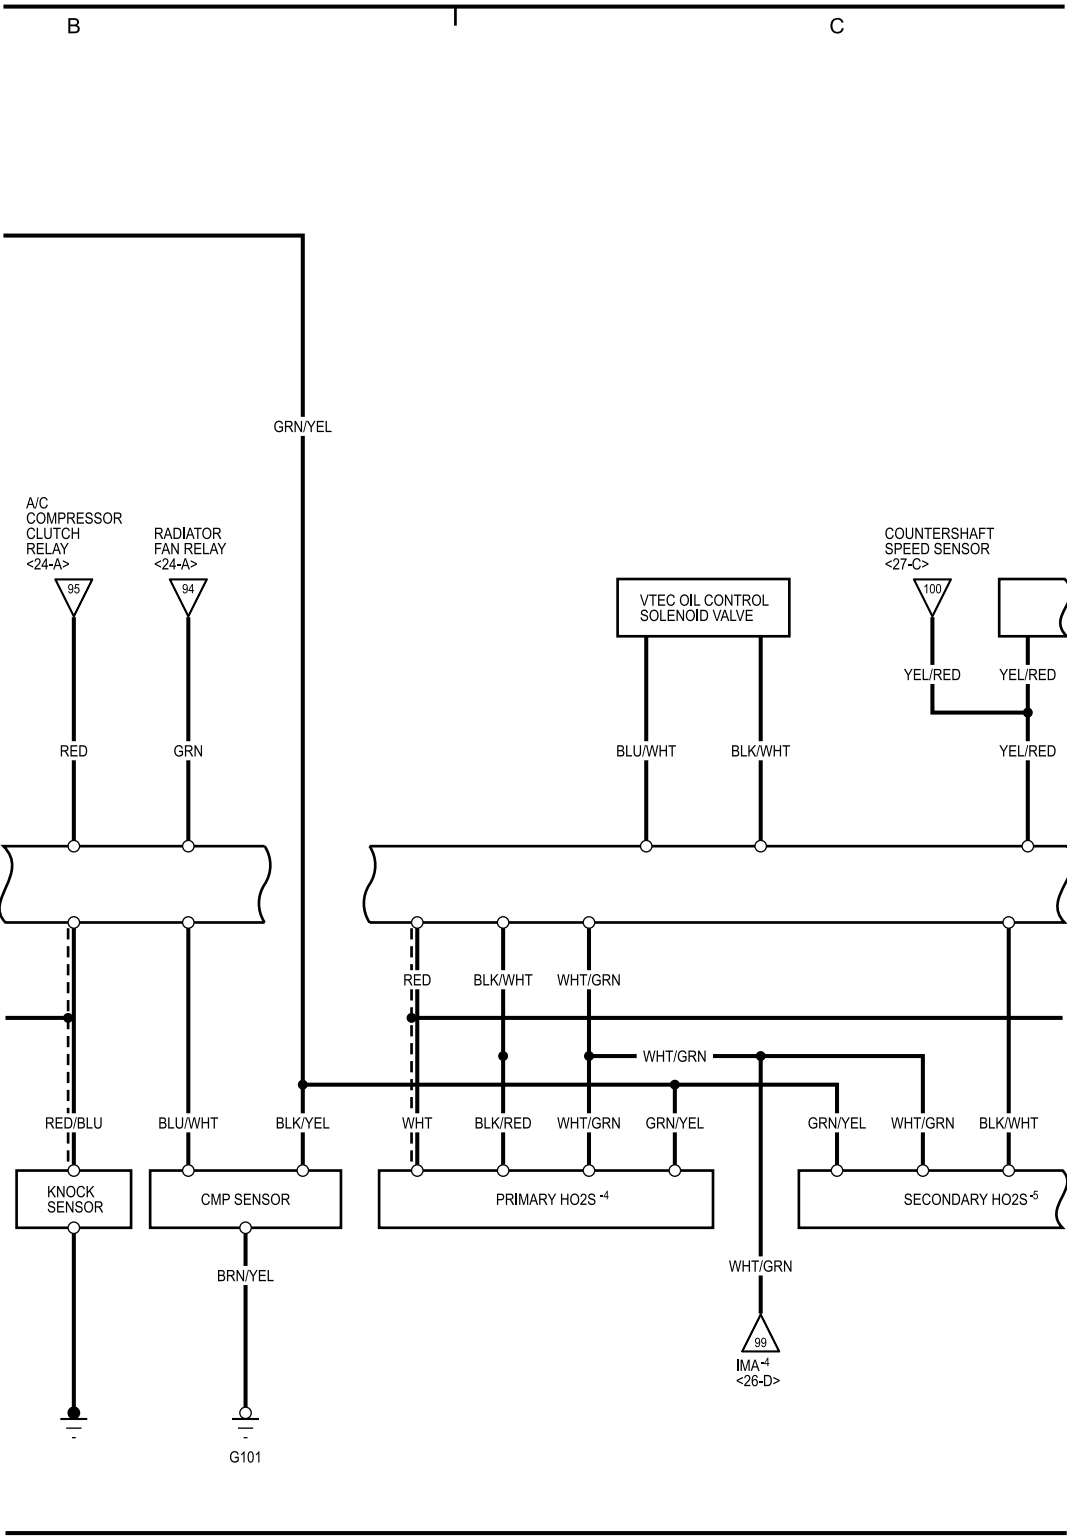 B
C
GRN/YEL
A/C
COMPRESSOR
CLUTCH
RELAY
<24-A>
95
RADIATOR
FAN RELAY
<24-A>
94
COUNTERSHAFT
SPEED SENSOR
<27-C>
100
VTEC OIL CONTROL
SOLENOID VALVE
YEL/RED
YEL/RED
RED
GRN
BLU/WHT
BLK/WHT
YEL/RED
RED
BLK/WHT
WHT/GRN
WHT/GRN
RED/BLU
BLU/WHT
BLK/YEL
WHT
BLK/RED
WHT/GRN
GRN/YEL
GRN/YEL
WHT/GRN
BLK/WHT
KNOCK
SENSOR
CMP SENSOR
PRIMARY HO2S -4
SECONDARY HO2S-5
BRN/YEL
WHT/GRN
99
IMA-4
<26-D>
G101